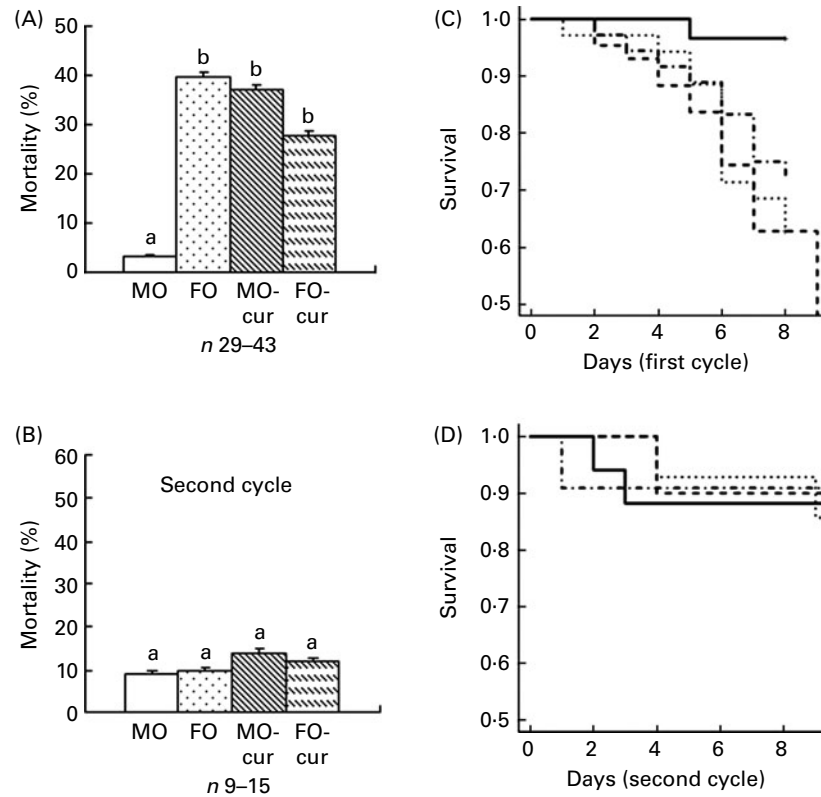 (A)
50
40
30
20
10
0
Mortality (%)
b
b
b
a
MO FO MO-cur FO-cur
n 29–43
(C)
1·0
0·9
0·8
0·7
0·6
0·5
Survival
0 2 4 6 8
Days (first cycle)
(B)
60
50
40
30
20
10
0
Mortality (%)
Second cycle
a a a a
MO FO MO-cur FO-cur
n 9–15
(D)
1·0
0·9
0·8
0·7
0·6
0·5
Survival
0 2 4 6 8
Days (second cycle)